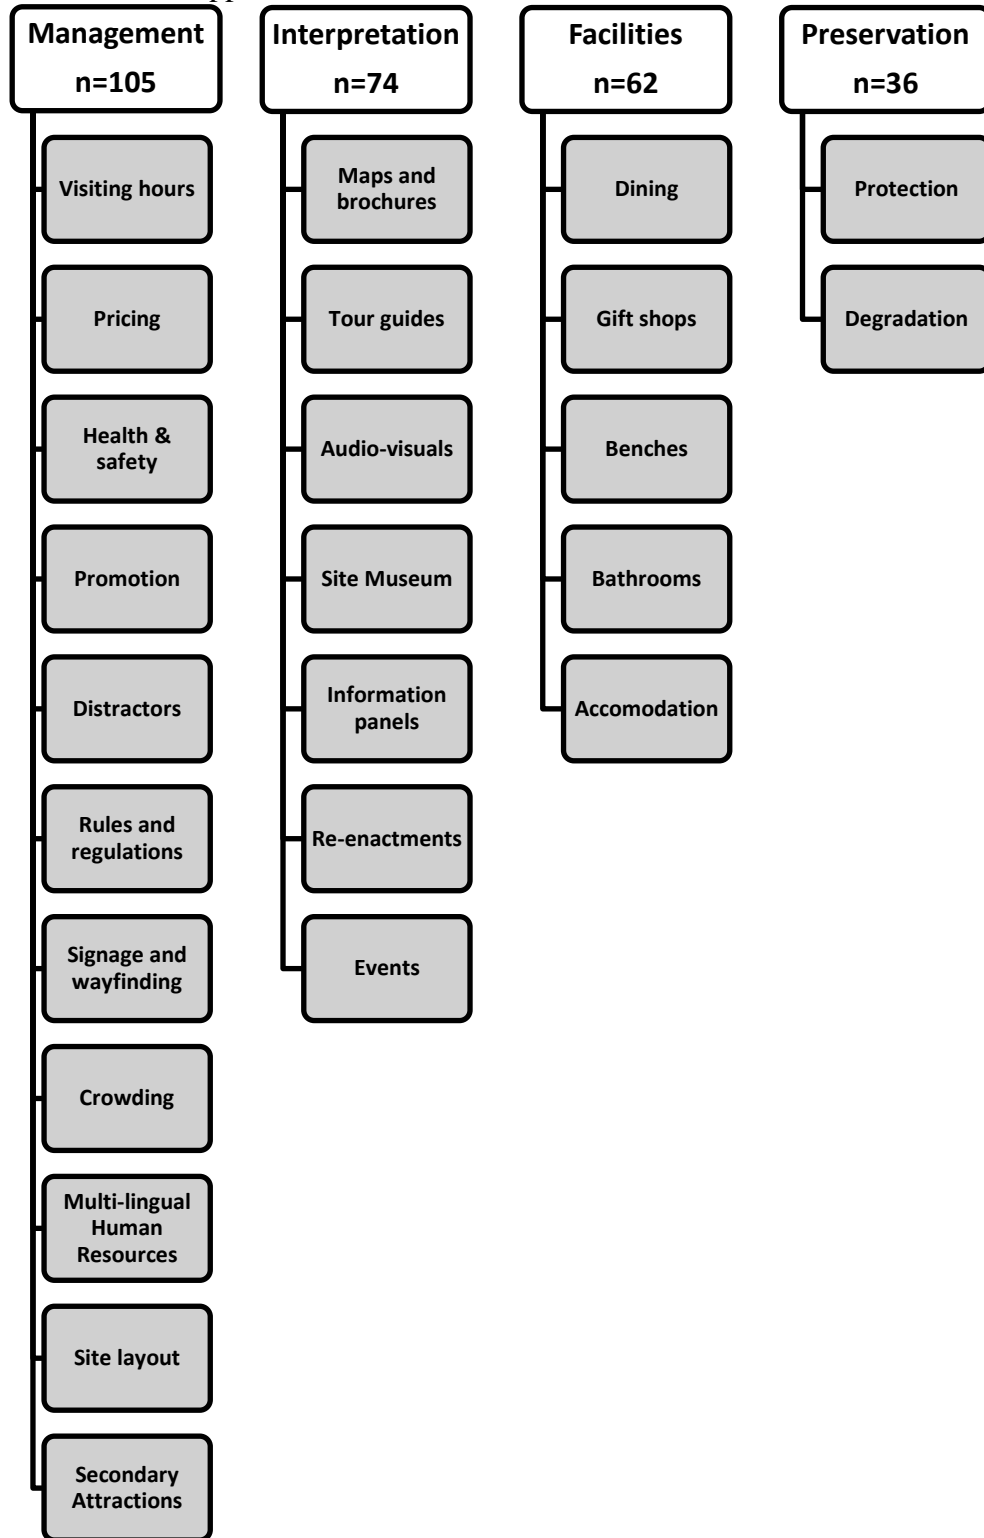 Management
n=105
Visiting hours
Pricing
Health &
safety
Promotion
Distractors
Rules and
regulations
Signage and
wayfinding
Crowding
Multi-lingual
Human
Resources
Site layout
Secondary
Attractions
Interpretation
n=74
Maps and
brochures
Tour guides
Audio-visuals
Site Museum
Information
panels
Re-enactments
Events
Facilities
n=62
Dining
Gift shops
Benches
Bathrooms
Accomodation
Preservation
n=36
Protection
Degradation